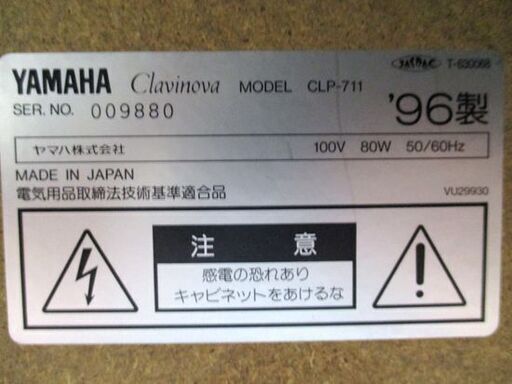 YAMAHA Clavinova MODEL CLP-711
JASRAC T-630068
SER. NO. 009880
'96製
ヤマハ株式会社 100V 80W 50/60Hz
MADE IN JAPAN
電気用品取締法技術基準適合品
VU29930
注意
感電の恐れあり
キャビネットをあけるな